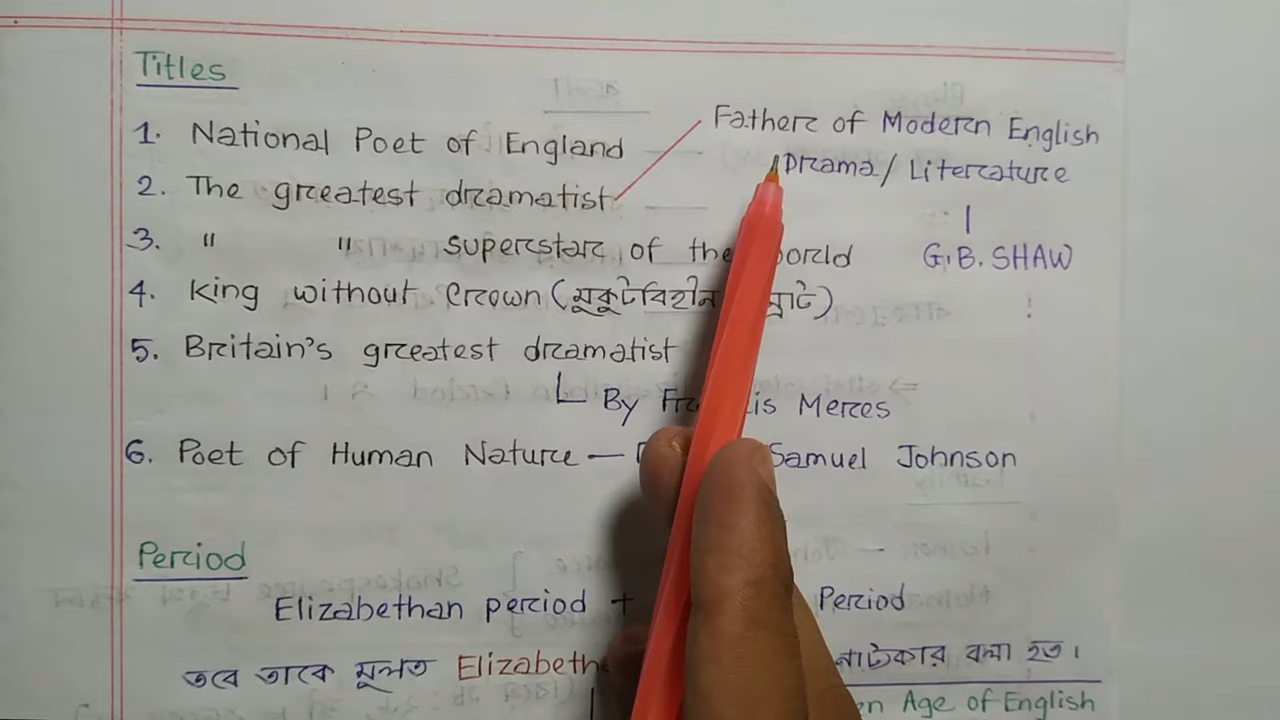 Titles
1. National Poet of England
Father of Modern English
Drama/ Literature
G.B. SHAW
2. The greatest dramatist
3. " " superstar of the world
4. King without Crown (মুকুটবিহীন
5. Britain's greatest dramatist
By Meres
6. Poet of Human Nature — Samuel Johnson
Period
Elizabethan period + Period
তবে তাকে মূলত নাট্যকার বলা হত।
Age of English